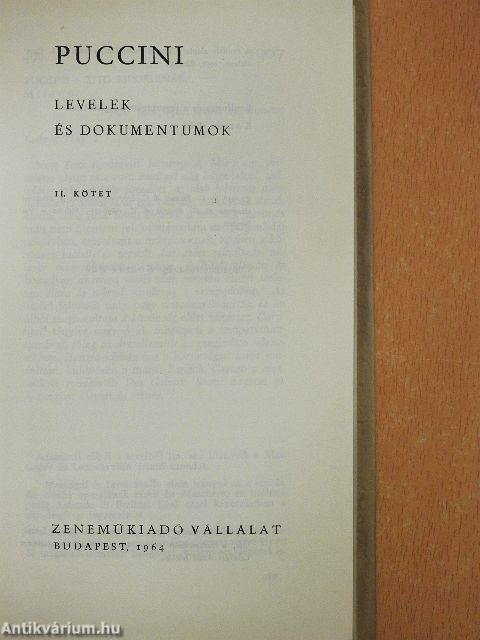 PUCCINI
LEVELEK
ÉS DOKUMENTUMOK
II. KÖTET
ZENEMŰKIADÓ VÁLLALAT
BUDAPEST, 1964
Antikvárium.hu